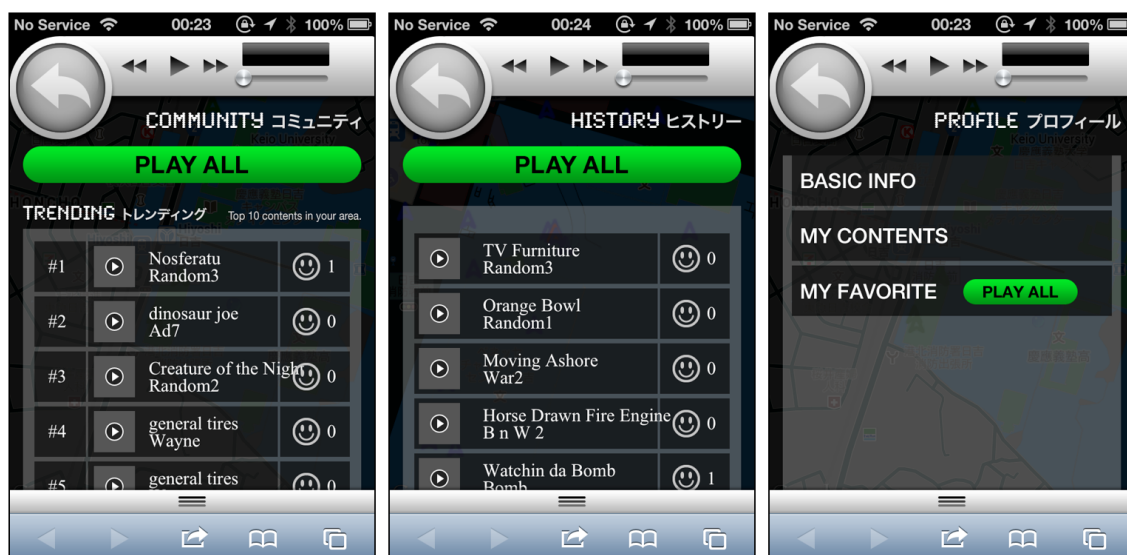 No Service 00:23 100%
COMMUNITY コミュニティ
PLAY ALL
TRENDING トレンディング Top 10 contents in your area.
#1 Nosferatu 1
Random3
#2 dinosaur joe 0
Ad7
#3 Creature of the Night 0
Random2
#4 general tires 0
Wayne
#5 general tires 0
No Service 00:24 100%
HISTORY ヒストリー
PLAY ALL
TV Furniture 0
Random3
Orange Bowl 0
Random1
Moving Ashore 0
War2
Horse Drawn Fire Engine 0
B n W 2
Watchin da Bomb 1
Bomb
No Service 00:23 100%
PROFILE プロフィール
Keio University
BASIC INFO
MY CONTENTS
MY FAVORITE PLAY ALL